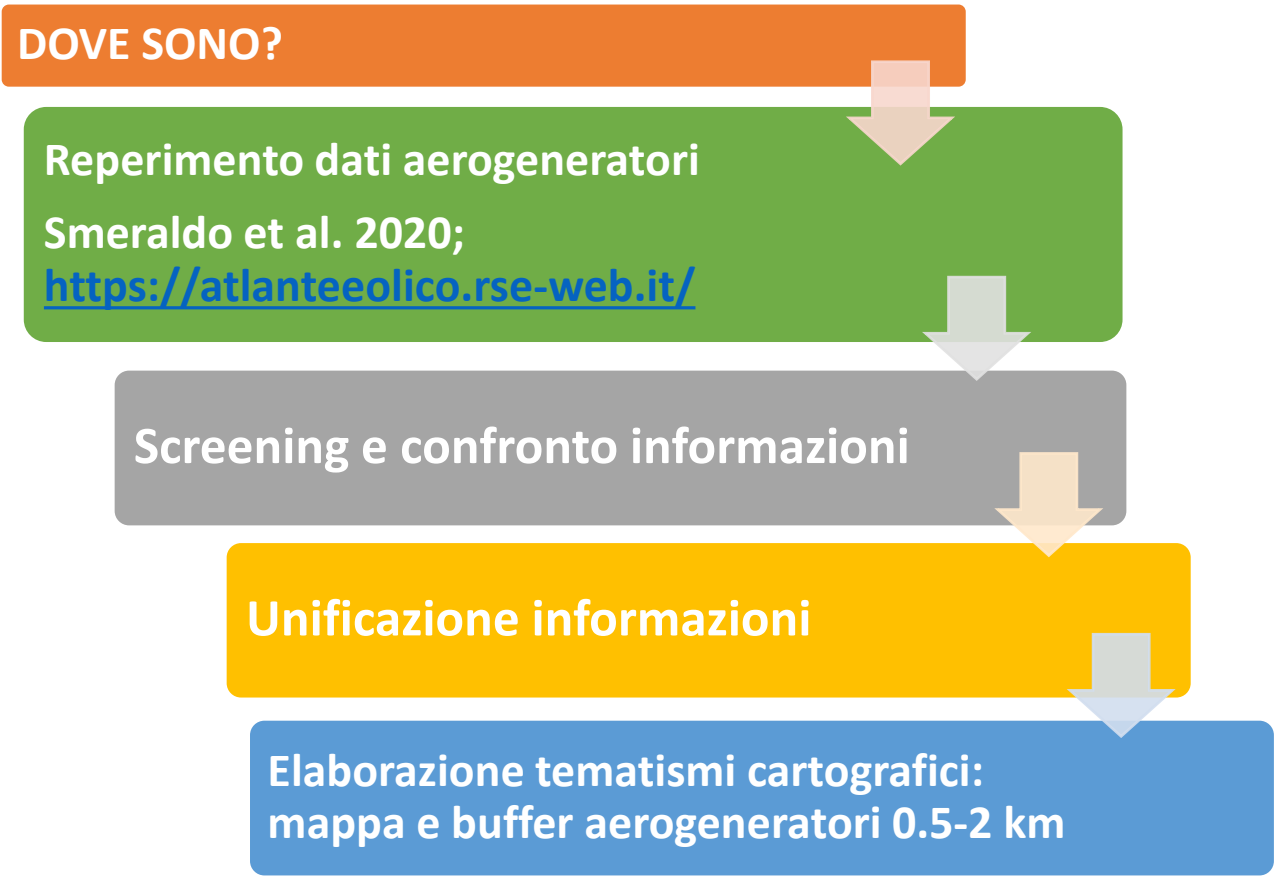 DOVE SONO?
Reperimento dati aerogeneratori
Smeraldo et al. 2020;
https://atlanteeolico.rse-web.it/
Screening e confronto informazioni
Unificazione informazioni
Elaborazione tematismi cartografici:
mappa e buffer aerogeneratori 0.5-2 km